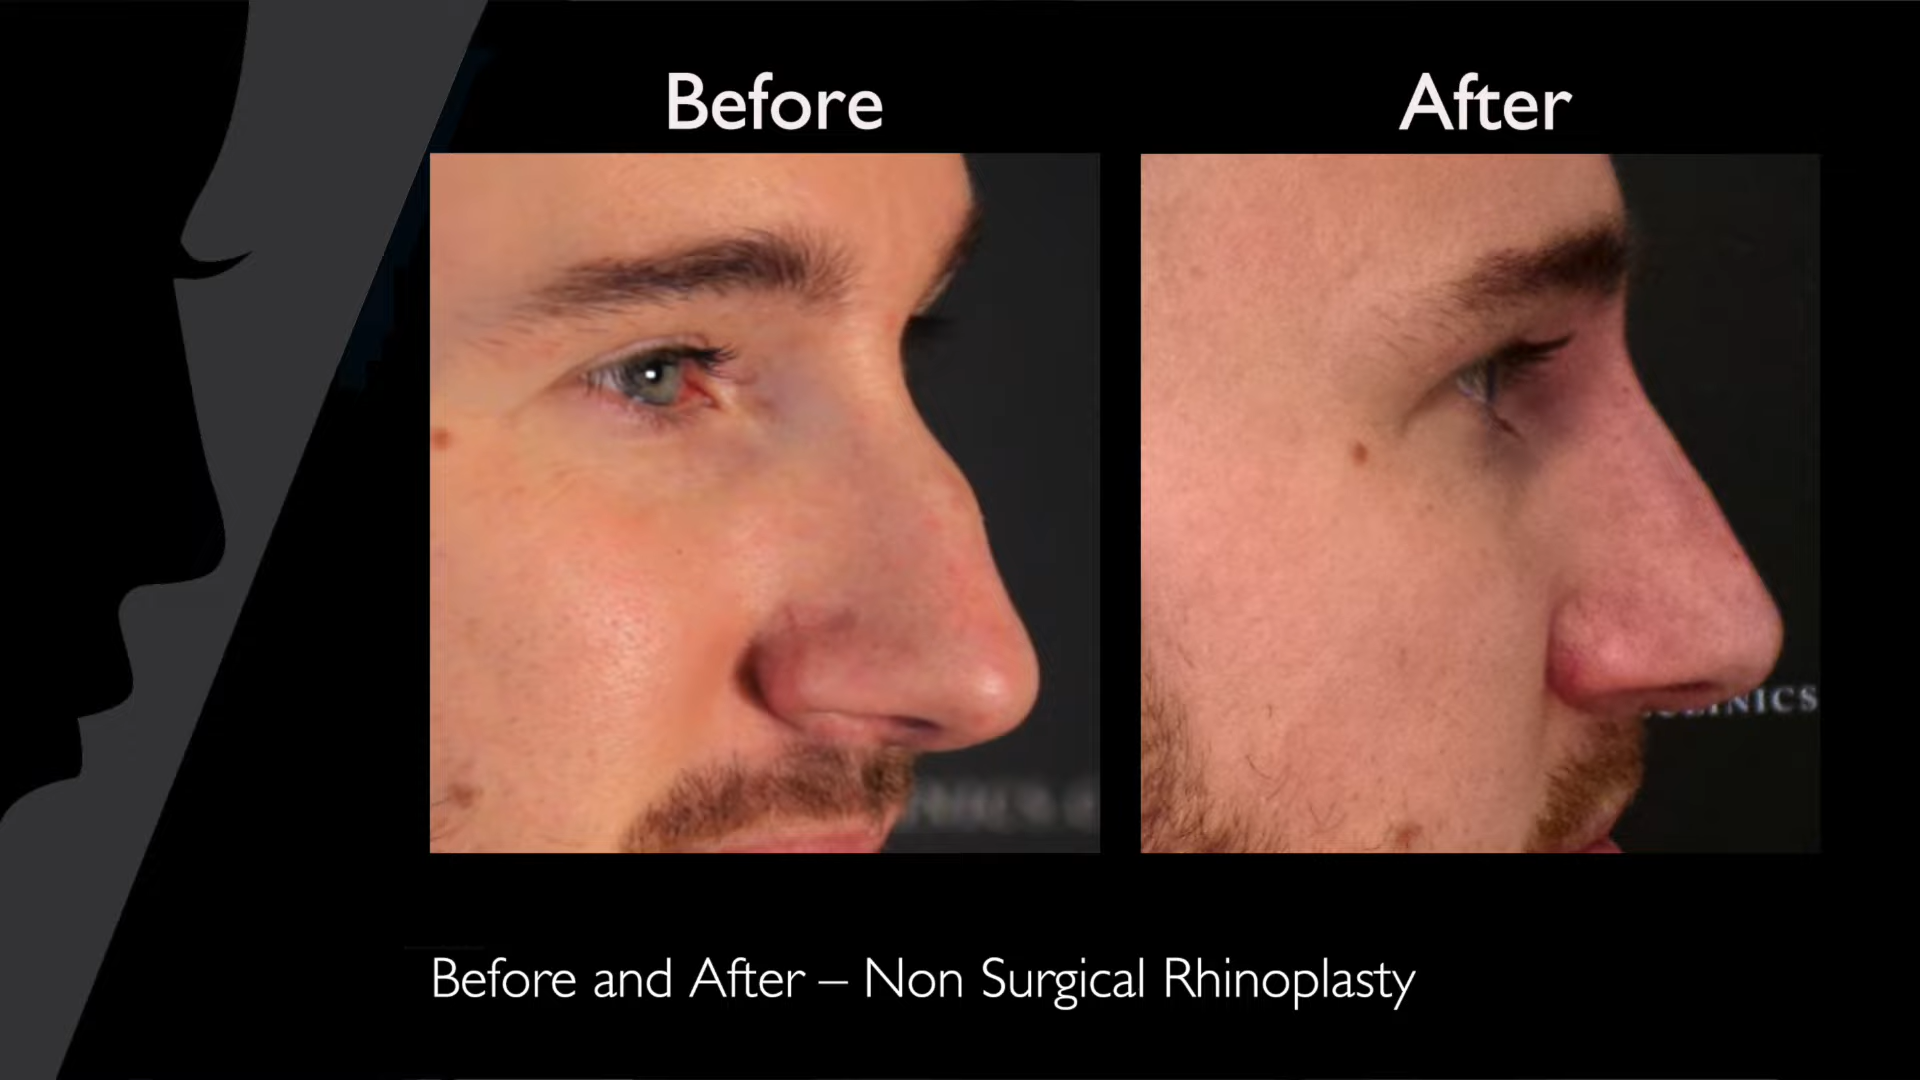 Before
After
Before and After – Non Surgical Rhinoplasty